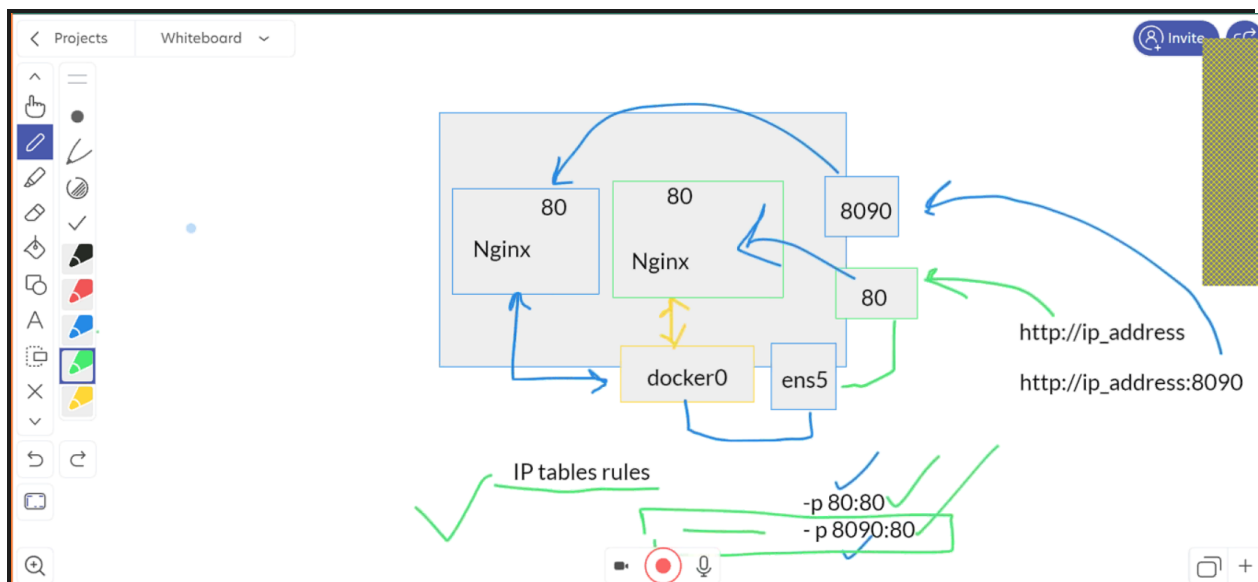 Projects
Whiteboard
Invite
80
80
Nginx
Nginx
8090
80
http://ip_address
http://ip_address:8090
docker0
ens5
IP tables rules
-p 80:80
- p 8090:80
A